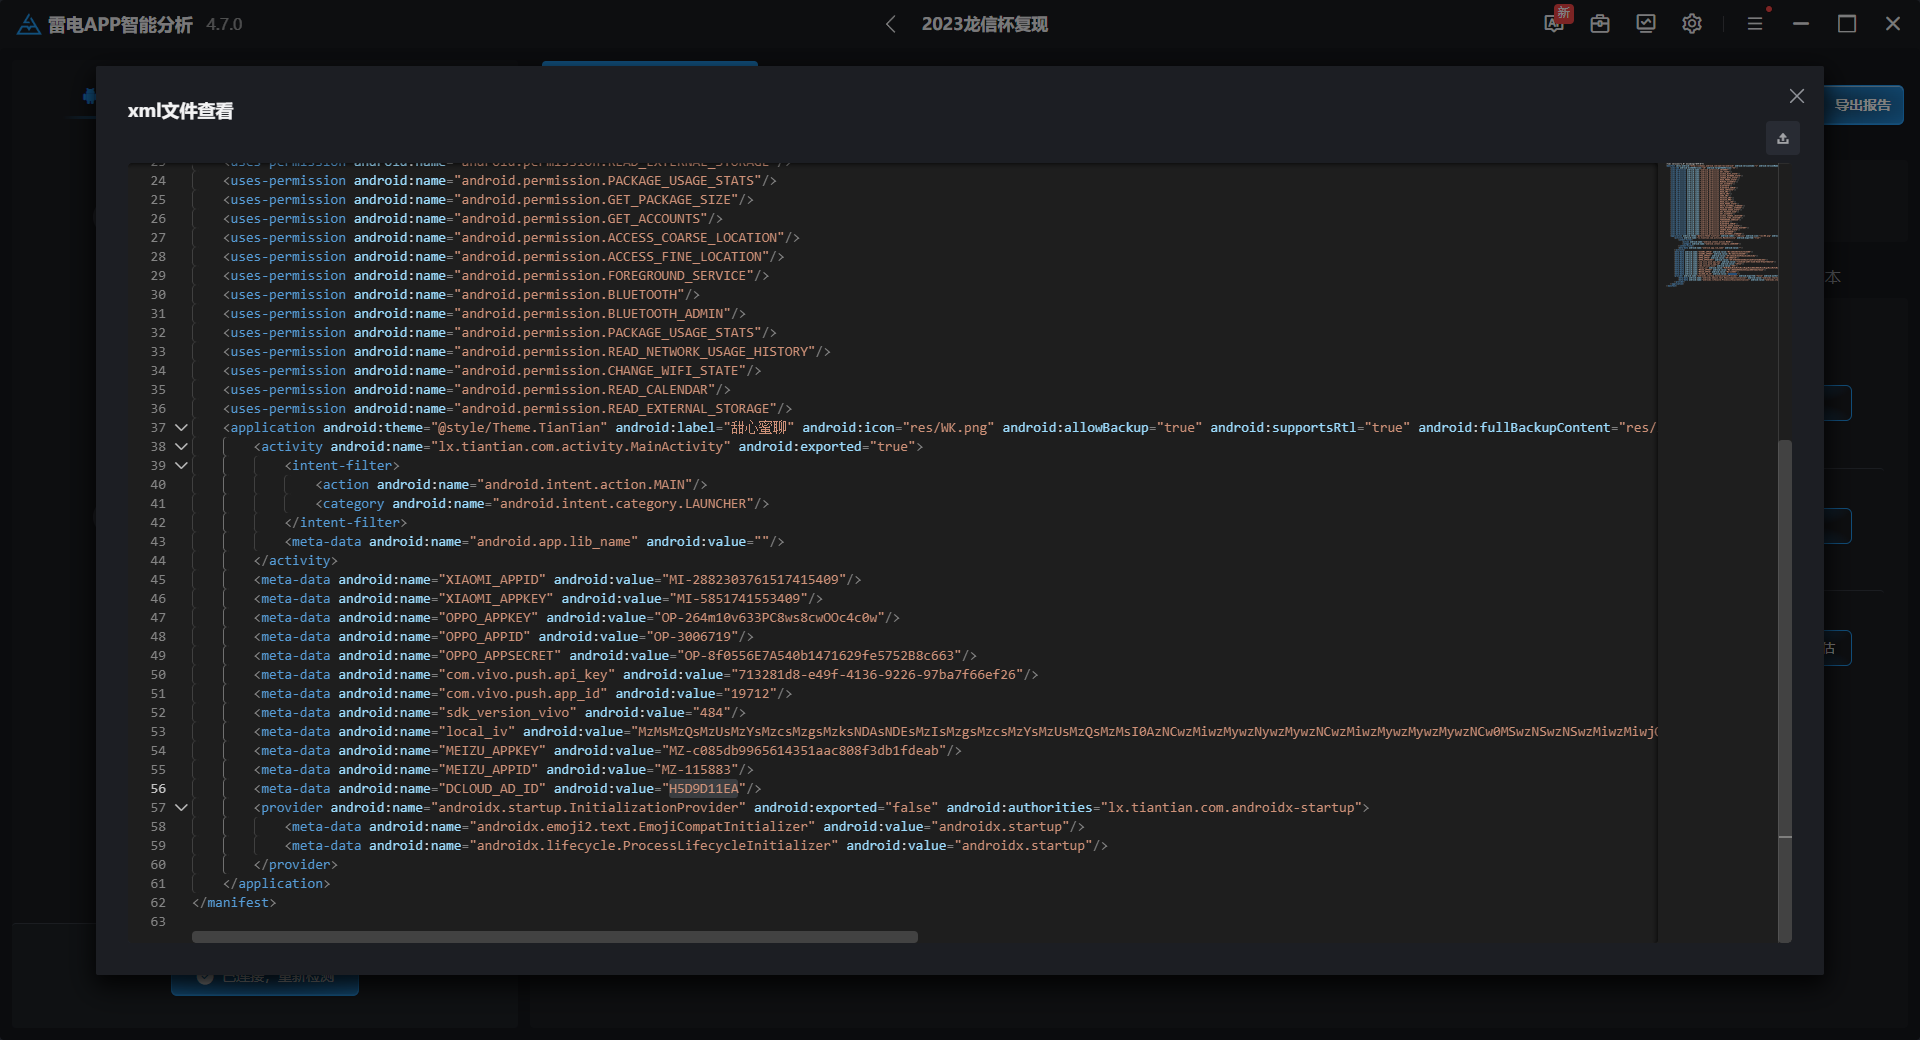 雷电APP智能分析 4.7.0
2023龙信杯复现
新
导出报告
xml文件查看
23 <uses-permission android:name="android.permission.READ_EXTERNAL_STORAGE"/>
24 <uses-permission android:name="android.permission.PACKAGE_USAGE_STATS"/>
25 <uses-permission android:name="android.permission.GET_PACKAGE_SIZE"/>
26 <uses-permission android:name="android.permission.GET_ACCOUNTS"/>
27 <uses-permission android:name="android.permission.ACCESS_COARSE_LOCATION"/>
28 <uses-permission android:name="android.permission.ACCESS_FINE_LOCATION"/>
29 <uses-permission android:name="android.permission.FOREGROUND_SERVICE"/>
30 <uses-permission android:name="android.permission.BLUETOOTH"/>
31 <uses-permission android:name="android.permission.BLUETOOTH_ADMIN"/>
32 <uses-permission android:name="android.permission.PACKAGE_USAGE_STATS"/>
33 <uses-permission android:name="android.permission.READ_NETWORK_USAGE_HISTORY"/>
34 <uses-permission android:name="android.permission.CHANGE_WIFI_STATE"/>
35 <uses-permission android:name="android.permission.READ_CALENDAR"/>
36 <uses-permission android:name="android.permission.READ_EXTERNAL_STORAGE"/>
37 <application android:theme="@style/Theme.TianTian" android:label="甜心蜜聊" android:icon="res/WK.png" android:allowBackup="true" android:supportsRtl="true" android:fullBackupContent="res/
38 <activity android:name="lx.tiantian.com.activity.MainActivity" android:exported="true">
39 <intent-filter>
40 <action android:name="android.intent.action.MAIN"/>
41 <category android:name="android.intent.category.LAUNCHER"/>
42 </intent-filter>
43 <meta-data android:name="android.app.lib_name" android:value=""/>
44 </activity>
45 <meta-data android:name="XIAOMI_APPID" android:value="MI-2882303761517415409"/>
46 <meta-data android:name="XIAOMI_APPKEY" android:value="MI-5851741553409"/>
47 <meta-data android:name="OPPO_APPKEY" android:value="OP-264m10v633PC8ws8cwOOc4c0w"/>
48 <meta-data android:name="OPPO_APPID" android:value="OP-3006719"/>
49 <meta-data android:name="OPPO_APPSECRET" android:value="OP-8f0556E7A540b1471629fe5752B8c663"/>
50 <meta-data android:name="com.vivo.push.api_key" android:value="713281d8-e49f-4136-9226-97ba7f66ef26"/>
51 <meta-data android:name="com.vivo.push.app_id" android:value="19712"/>
52 <meta-data android:name="sdk_version_vivo" android:value="484"/>
53 <meta-data android:name="local_iv" android:value="MzMsMzQsMzUsMzYsMzcsMzgsMzksNDAsNDEsMzIsMzgsMzcsMzYsMzUsMzQsMzMsI0AzNCwzMiwzMywzNywzMywzNCwzMiwzMywzMywzMywzNCw0MSwzNSwzNSwzMiwzMiwj
54 <meta-data android:name="MEIZU_APPKEY" android:value="MZ-c085db9965614351aac808f3db1fdeab"/>
55 <meta-data android:name="MEIZU_APPID" android:value="MZ-115883"/>
56 <meta-data android:name="DCLOUD_AD_ID" android:value="H5D9D11EA"/>
57 <provider android:name="androidx.startup.InitializationProvider" android:exported="false" android:authorities="lx.tiantian.com.androidx-startup">
58 <meta-data android:name="androidx.emoji2.text.EmojiCompatInitializer" android:value="androidx.startup"/>
59 <meta-data android:name="androidx.lifecycle.ProcessLifecycleInitializer" android:value="androidx.startup"/>
60 </provider>
61 </application>
62 </manifest>
63
本
估
已连接，重新检测